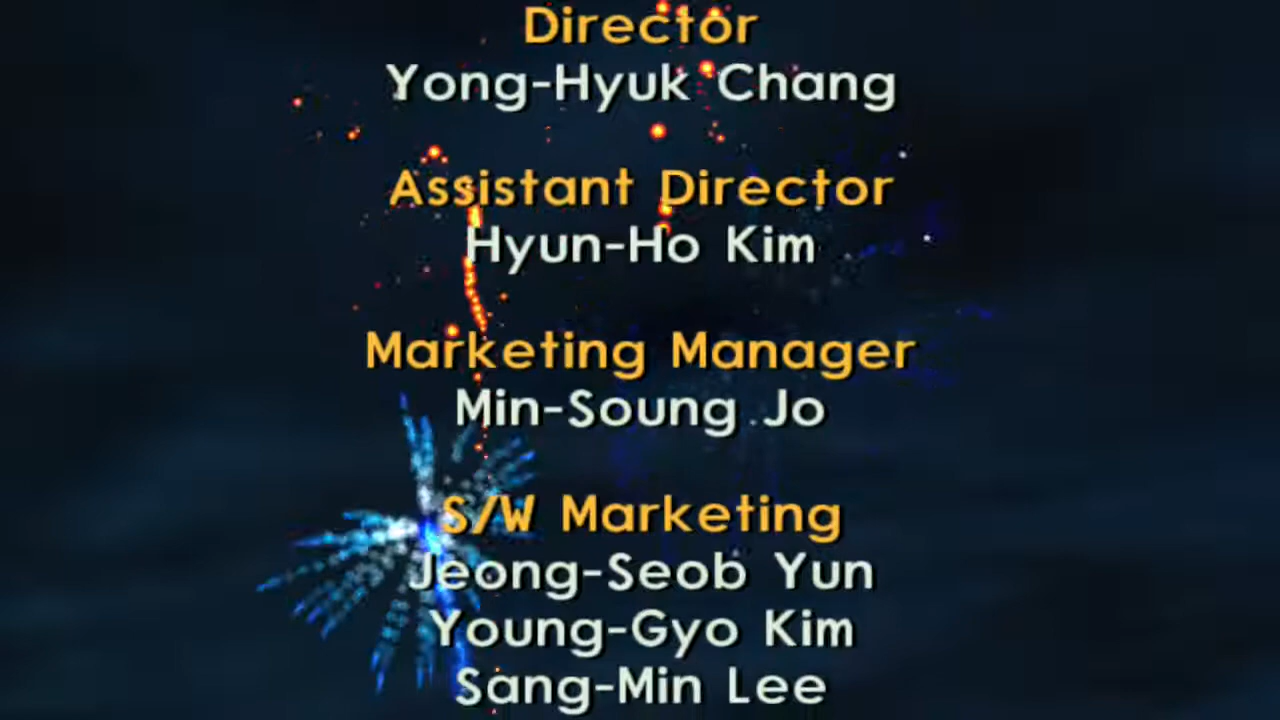 Director
Yong-Hyuk Chang
Assistant Director
Hyun-Ho Kim
Marketing Manager
Min-Soung Jo
S/W Marketing
Jeong-Seob Yun
Young-Gyo Kim
Sang-Min Lee